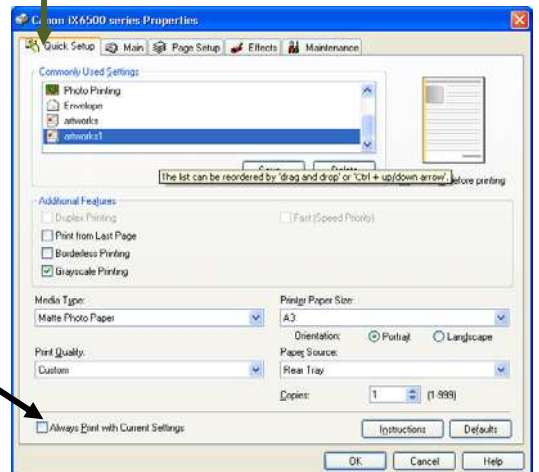 Canon iX6500 series Properties
Quick Setup Main Page Setup Effects Maintenance
Commonly Used Settings
Photo Printing
Envelope
artworks
artworks1
The list can be reordered by 'drag and drop' or 'Ctrl + up/down arrow'.
before printing
Additional Features
Duplex Printing Fast (Speed Priority)
Print from Last Page
Borderless Printing
Grayscale Printing
Media Type: Printer Paper Size:
Matte Photo Paper A3
Orientation: Portrait Landscape
Print Quality: Paper Source:
Custom Rear Tray
Copies: 1 (1-999)
Always Print with Current Settings Instructions Defaults
OK Cancel Help